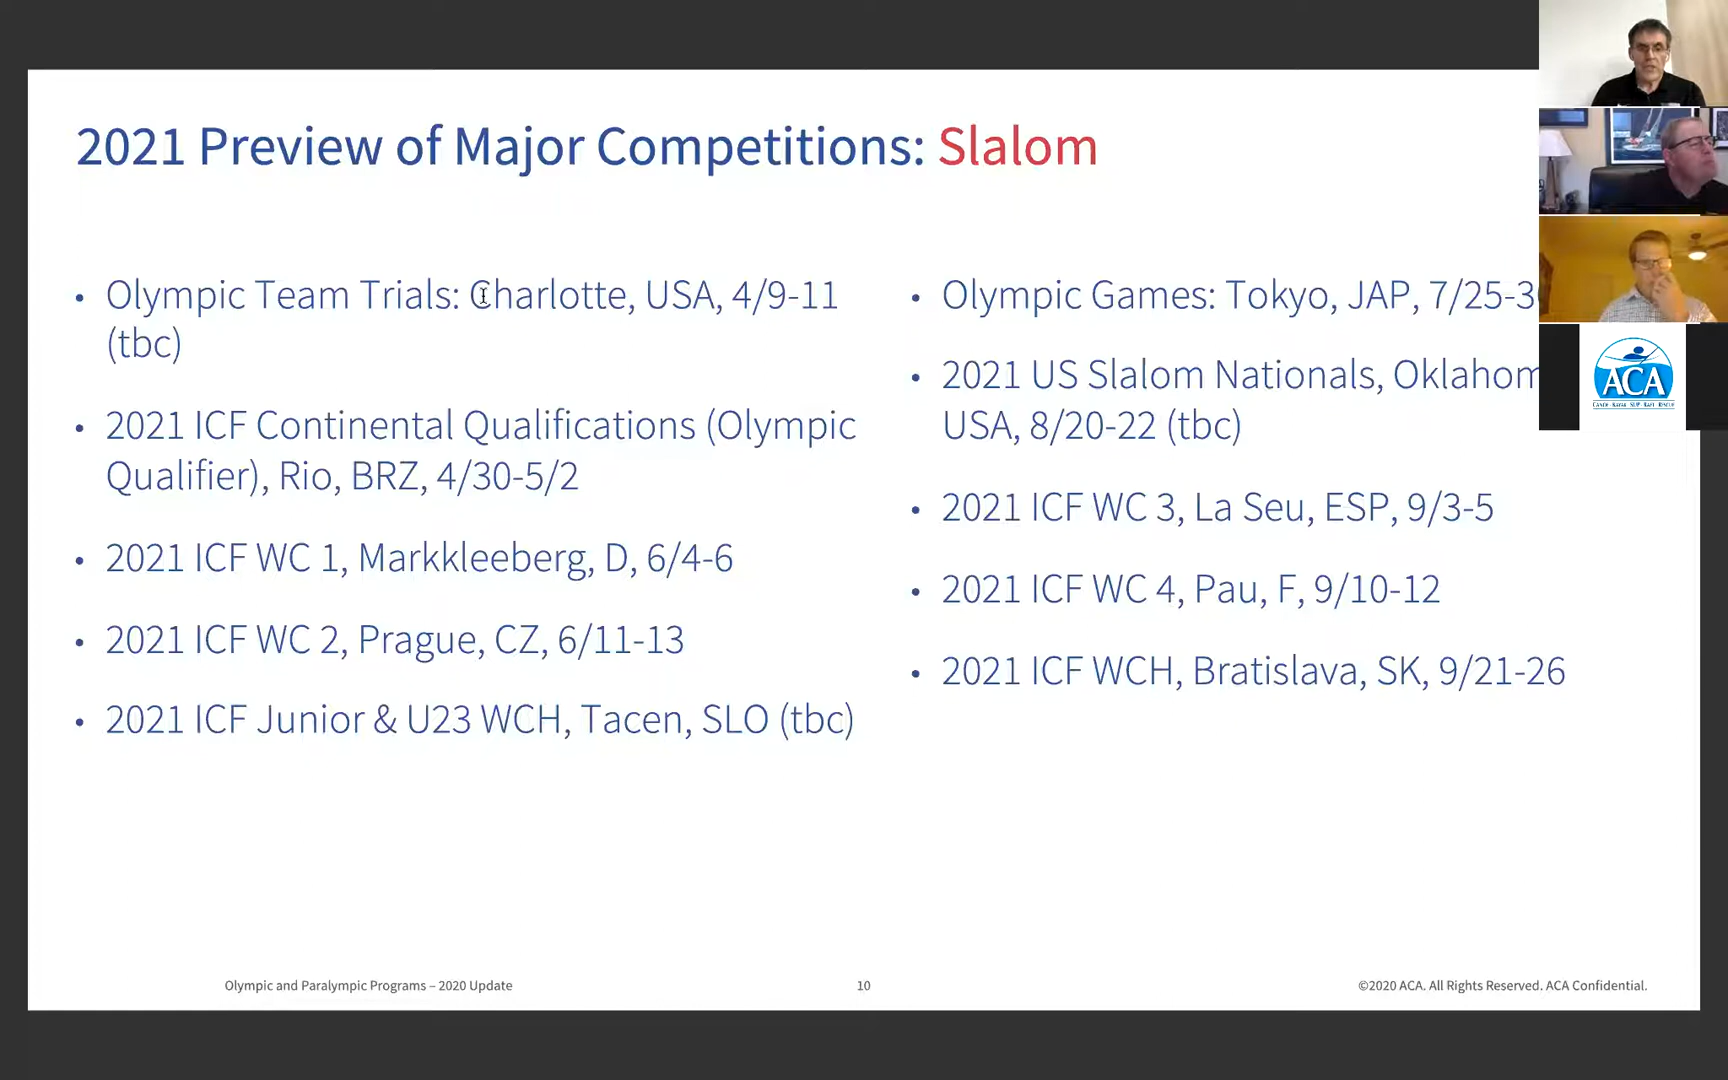 2021 Preview of Major Competitions: Slalom
• Olympic Team Trials: Charlotte, USA, 4/9-11
(tbc)
• 2021 ICF Continental Qualifications (Olympic
Qualifier), Rio, BRZ, 4/30-5/2
• 2021 ICF WC 1, Markkleeberg, D, 6/4-6
• 2021 ICF WC 2, Prague, CZ, 6/11-13
• 2021 ICF Junior & U23 WCH, Tacen, SLO (tbc)
• Olympic Games: Tokyo, JAP, 7/25-3
• 2021 US Slalom Nationals, Oklahom
USA, 8/20-22 (tbc)
• 2021 ICF WC 3, La Seu, ESP, 9/3-5
• 2021 ICF WC 4, Pau, F, 9/10-12
• 2021 ICF WCH, Bratislava, SK, 9/21-26
ACA
Olympic and Paralympic Programs – 2020 Update
10
©2020 ACA. All Rights Reserved. ACA Confidential.